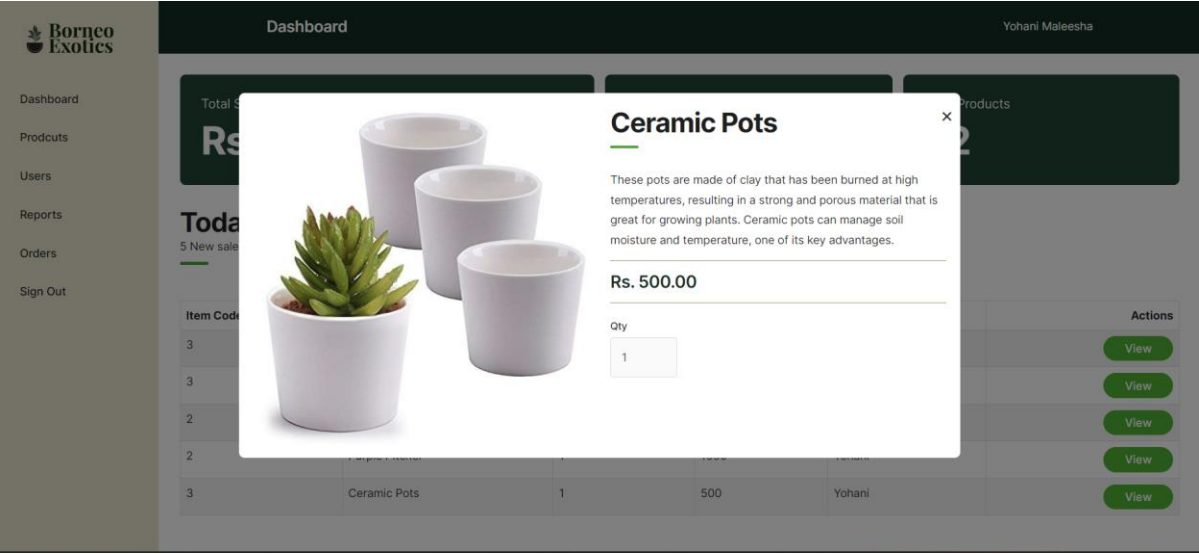 Borneo
Exotics
Dashboard
Yohani Maleesha
Dashboard
Prodcuts
Users
Reports
Orders
Sign Out
Total S
Rs
Products
2
Toda
5 New sale
Ceramic Pots
×
These pots are made of clay that has been burned at high
temperatures, resulting in a strong and porous material that is
great for growing plants. Ceramic pots can manage soil
moisture and temperature, one of its key advantages.
Rs. 500.00
Qty
1
Item Code Actions
3 View
3 View
2 View
2 View
3 Ceramic Pots 1 500 Yohani View